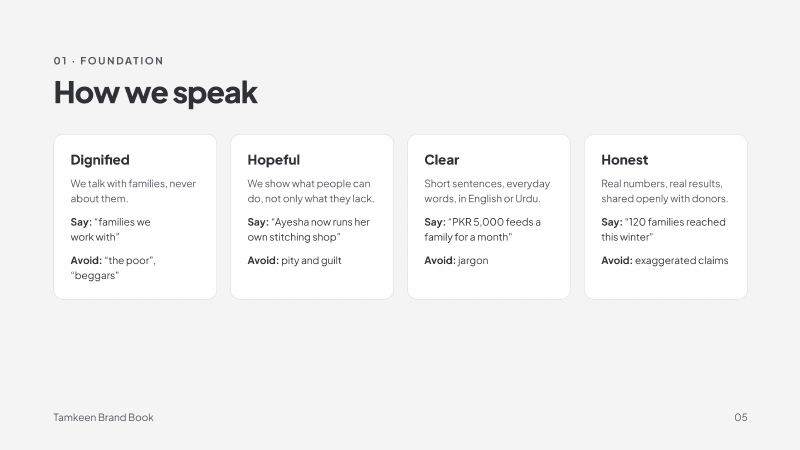 01 · FOUNDATION
How we speak
Dignified
We talk with families, never
about them.
Say: “families we
work with”
Avoid: “the poor”,
“beggars”
Hopeful
We show what people can
do, not only what they lack.
Say: “Ayesha now runs her
own stitching shop”
Avoid: pity and guilt
Clear
Short sentences, everyday
words, in English or Urdu.
Say: “PKR 5,000 feeds a
family for a month”
Avoid: jargon
Honest
Real numbers, real results,
shared openly with donors.
Say: “120 families reached
this winter”
Avoid: exaggerated claims
Tamkeen Brand Book
05